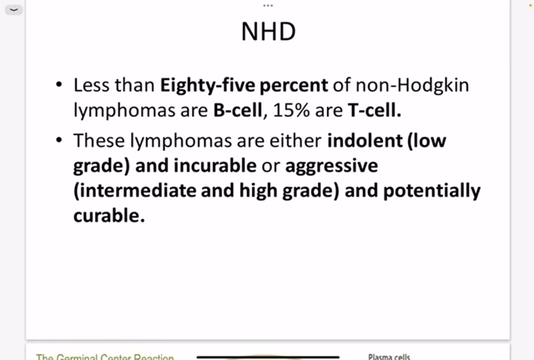 NHD
• Less than Eighty-five percent of non-Hodgkin
lymphomas are B-cell, 15% are T-cell.
• These lymphomas are either indolent (low
grade) and incurable or aggressive
(intermediate and high grade) and potentially
curable.
The Germinal Center Reaction
Plasma cells